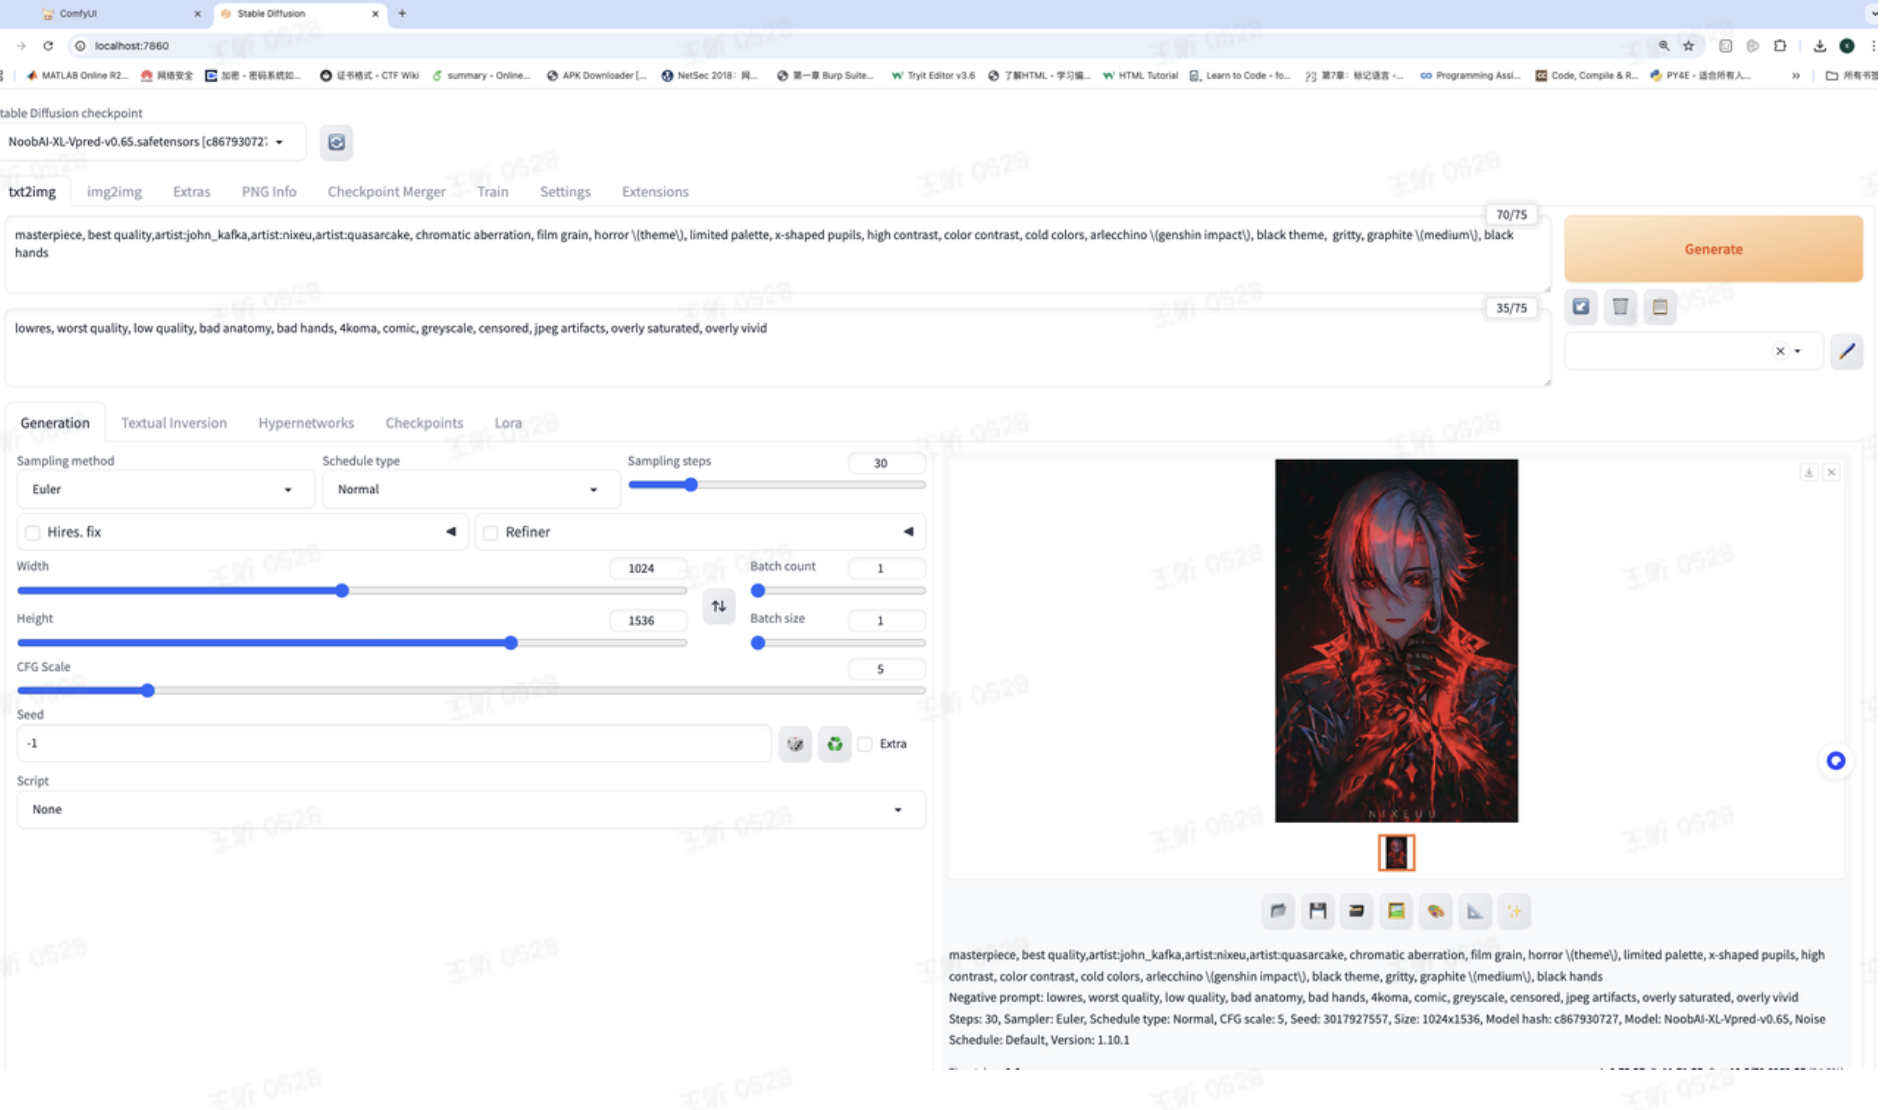 ComfyUI
Stable Diffusion
localhost:7860
MATLAB Online R2...
网络安全
加密 - 密码系统如...
证书格式 - CTF Wiki
summary - Online...
APK Downloader [...
NetSec 2018：网...
第一章 Burp Suite...
Tryit Editor v3.6
了解HTML - 学习编...
HTML Tutorial
Learn to Code - fo...
第7章：标记语言 -...
Programming Assi...
Code, Compile & R...
PY4E - 适合所有人...
»
所有书签
table Diffusion checkpoint
NoobAI-XL-Vpred-v0.65.safetensors [c86793072
txt2img
img2img
Extras
PNG Info
Checkpoint Merger
Train
Settings
Extensions
70/75
masterpiece, best quality,artist:john_kafka,artist:nixeu,artist:quasarcake, chromatic aberration, film grain, horror \(theme\), limited palette, x-shaped pupils, high contrast, color contrast, cold colors, arlecchino \(genshin impact\), black theme, gritty, graphite \(medium\), black
hands
Generate
35/75
lowres, worst quality, low quality, bad anatomy, bad hands, 4koma, comic, greyscale, censored, jpeg artifacts, overly saturated, overly vivid
Generation
Textual Inversion
Hypernetworks
Checkpoints
Lora
Sampling method
Euler
Schedule type
Normal
Sampling steps
30
Hires. fix
Refiner
Width
1024
Batch count
1
Height
1536
Batch size
1
CFG Scale
5
Seed
-1
Extra
Script
None
NIXEUU
masterpiece, best quality,artist:john_kafka,artist:nixeu,artist:quasarcake, chromatic aberration, film grain, horror \(theme\), limited palette, x-shaped pupils, high
contrast, color contrast, cold colors, arlecchino \(genshin impact\), black theme, gritty, graphite \(medium\), black hands
Negative prompt: lowres, worst quality, low quality, bad anatomy, bad hands, 4koma, comic, greyscale, censored, jpeg artifacts, overly saturated, overly vivid
Steps: 30, Sampler: Euler, Schedule type: Normal, CFG scale: 5, Seed: 3017927557, Size: 1024x1536, Model hash: c867930727, Model: NoobAI-XL-Vpred-v0.65, Noise
Schedule: Default, Version: 1.10.1
王昕 0528